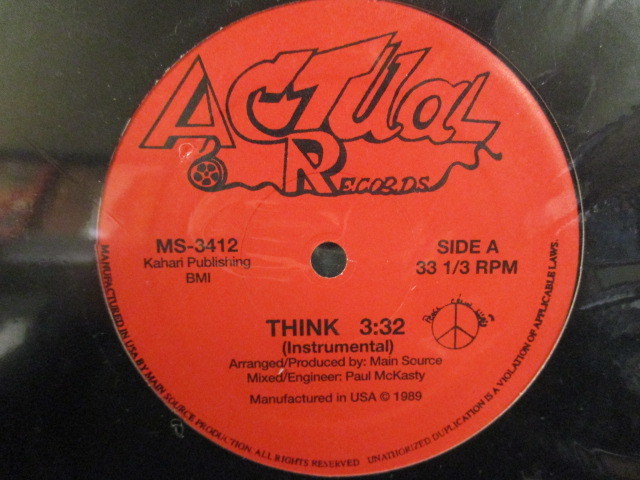 ACTUAL
RECORDS
MS-3412
Kahari Publishing
BMI
SIDE A
33 1/3 RPM
THINK 3:32
(Instrumental)
Arranged/Produced by: Main Source
Mixed/Engineer: Paul McKasty
Manufactured in USA © 1989
MANUFACTURED IN USA BY MAIN SOURCE PRODUCTION. ALL RIGHTS RESERVED UNAUTHORIZED DUPLICATION IS A VIOLATION OF APPLICABLE LAWS.